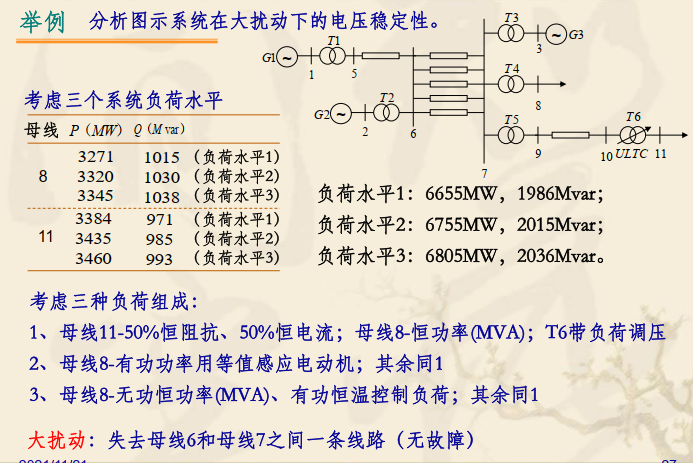 举例 分析图示系统在大扰动下的电压稳定性。
T3
G3
3
G1
T1
1
5
T4
8
G2
T2
2
6
T5
T6
9
10
ULTC
11
7
考虑三个系统负荷水平
母线 P（MW） Q（Mvar）
3271 1015（负荷水平1）
8 3320 1030（负荷水平2）
3345 1038（负荷水平3）
3384 971（负荷水平1）
11 3435 985（负荷水平2）
3460 993（负荷水平3）
负荷水平1：6655MW，1986Mvar；
负荷水平2：6755MW，2015Mvar；
负荷水平3：6805MW，2036Mvar。
考虑三种负荷组成：
1、母线11-50%恒阻抗、50%恒电流；母线8-恒功率(MVA)；T6带负荷调压
2、母线8-有功功率用等值感应电动机；其余同1
3、母线8-无功恒功率(MVA)、有功恒温控制负荷；其余同1
大扰动：失去母线6和母线7之间一条线路（无故障）